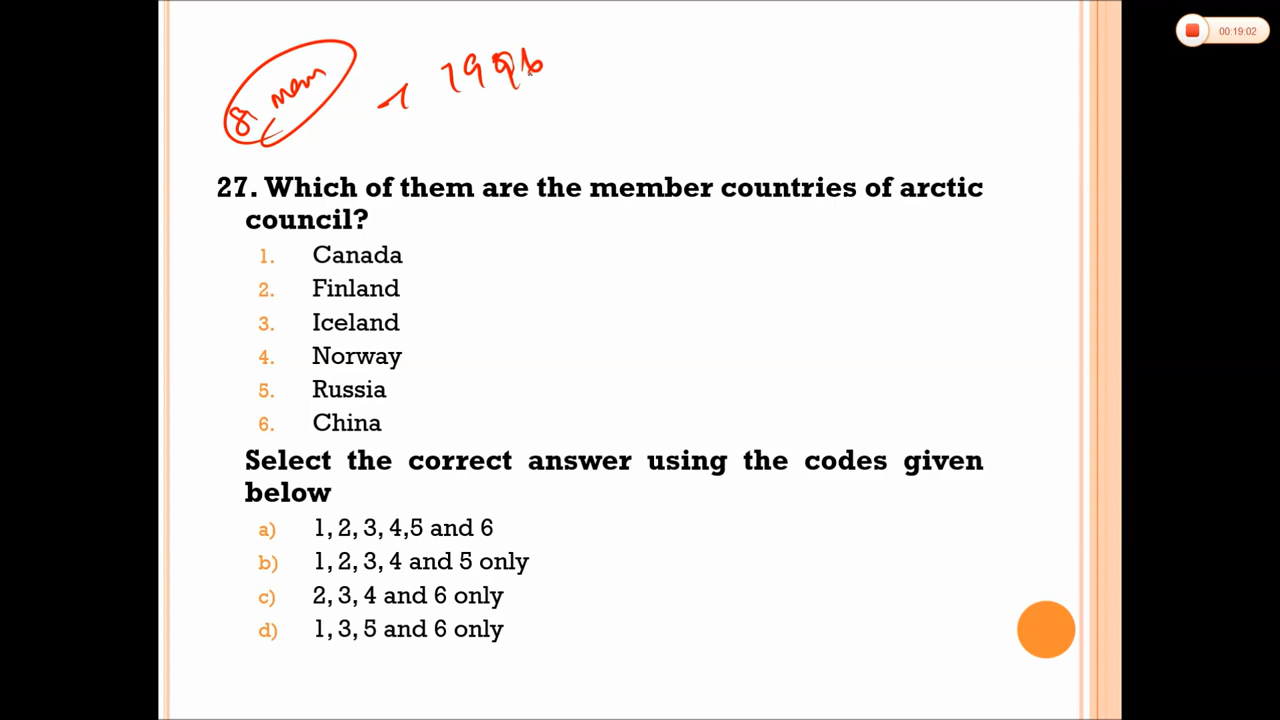 00:19:02
8 mem 1996
27. Which of them are the member countries of arctic
council?
1. Canada
2. Finland
3. Iceland
4. Norway
5. Russia
6. China
Select the correct answer using the codes given
below
a) 1, 2, 3, 4,5 and 6
b) 1, 2, 3, 4 and 5 only
c) 2, 3, 4 and 6 only
d) 1, 3, 5 and 6 only